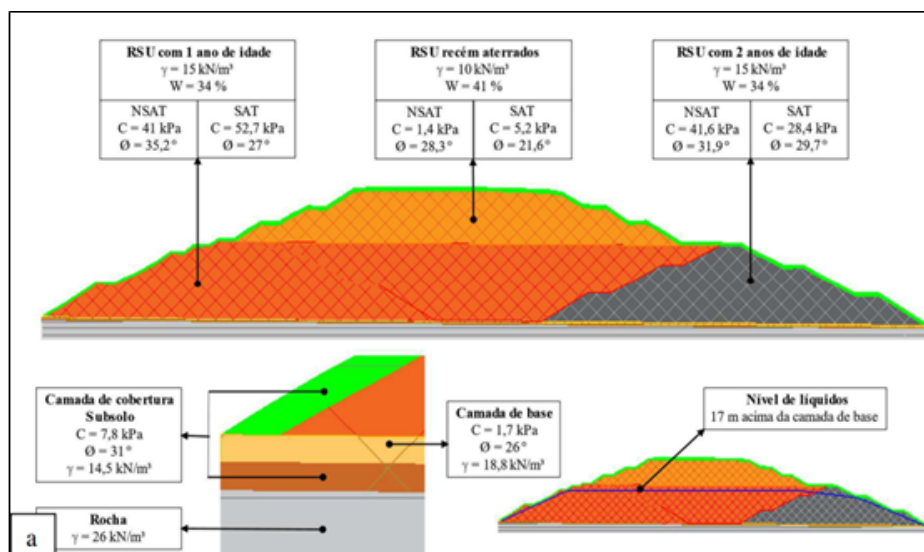 RSU com 1 ano de idade
γ = 15 kN/m³
W = 34 %
NSAT
C = 41 kPa
Ø = 35,2°
SAT
C = 52,7 kPa
Ø = 27°
RSU recém aterrados
γ = 10 kN/m³
W = 41 %
NSAT
C = 1,4 kPa
Ø = 28,3°
SAT
C = 5,2 kPa
Ø = 21,6°
RSU com 2 anos de idade
γ = 15 kN/m³
W = 34 %
NSAT
C = 41,6 kPa
Ø = 31,9°
SAT
C = 28,4 kPa
Ø = 29,7°
Camada de cobertura
Subsolo
C = 7,8 kPa
Ø = 31°
γ = 14,5 kN/m³
Camada de base
C = 1,7 kPa
Ø = 26°
γ = 18,8 kN/m³
Nível de líquidos
17 m acima da camada de base
Rocha
γ = 26 kN/m³
a